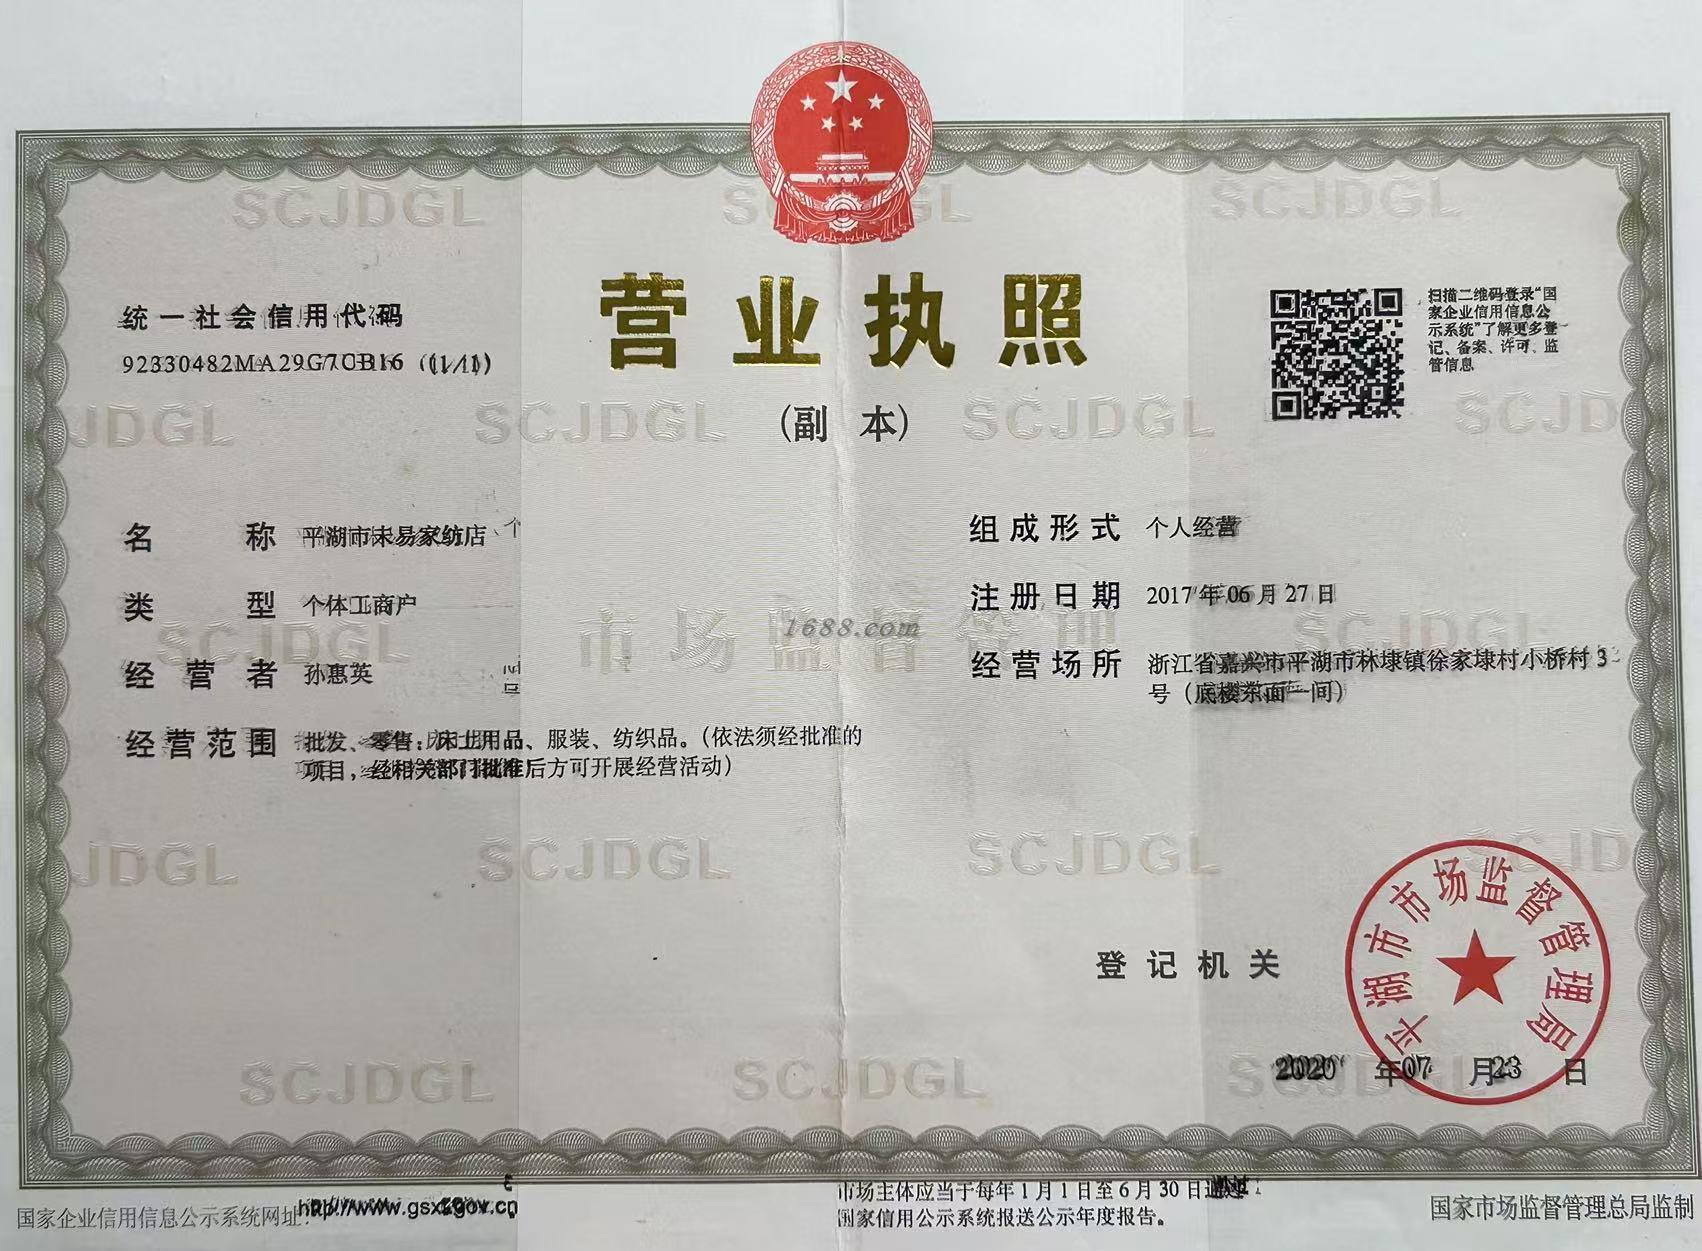 营业执照
(副 本)
统一社会信用代码
92330482MA29G7CB16 (1/1)
扫描二维码登录"国
家企业信用信息公
示系统"了解更多登
记、备案、许可、监
管信息
名 称 平湖市未易家纺店
类 型 个体工商户
经营者 孙惠英
经营范围 批发、零售:床上用品、服装、纺织品。(依法须经批准的
项目,经相关部门批准后方可开展经营活动)
组成形式 个人经营
注册日期 2017年06月27日
经营场所 浙江省嘉兴市平湖市林埭镇徐家埭村小桥村3
号(底楼东面一间)
1688.com
市场监督管理
SCJDGL
登记机关
平湖市市场监督管理局
2020 年07 月23 日
国家企业信用信息公示系统网址:http://www.gsxt.gov.cn
市场主体应当于每年1月1日至6月30日通过
国家信用公示系统报送公示年度报告。
国家市场监督管理总局监制